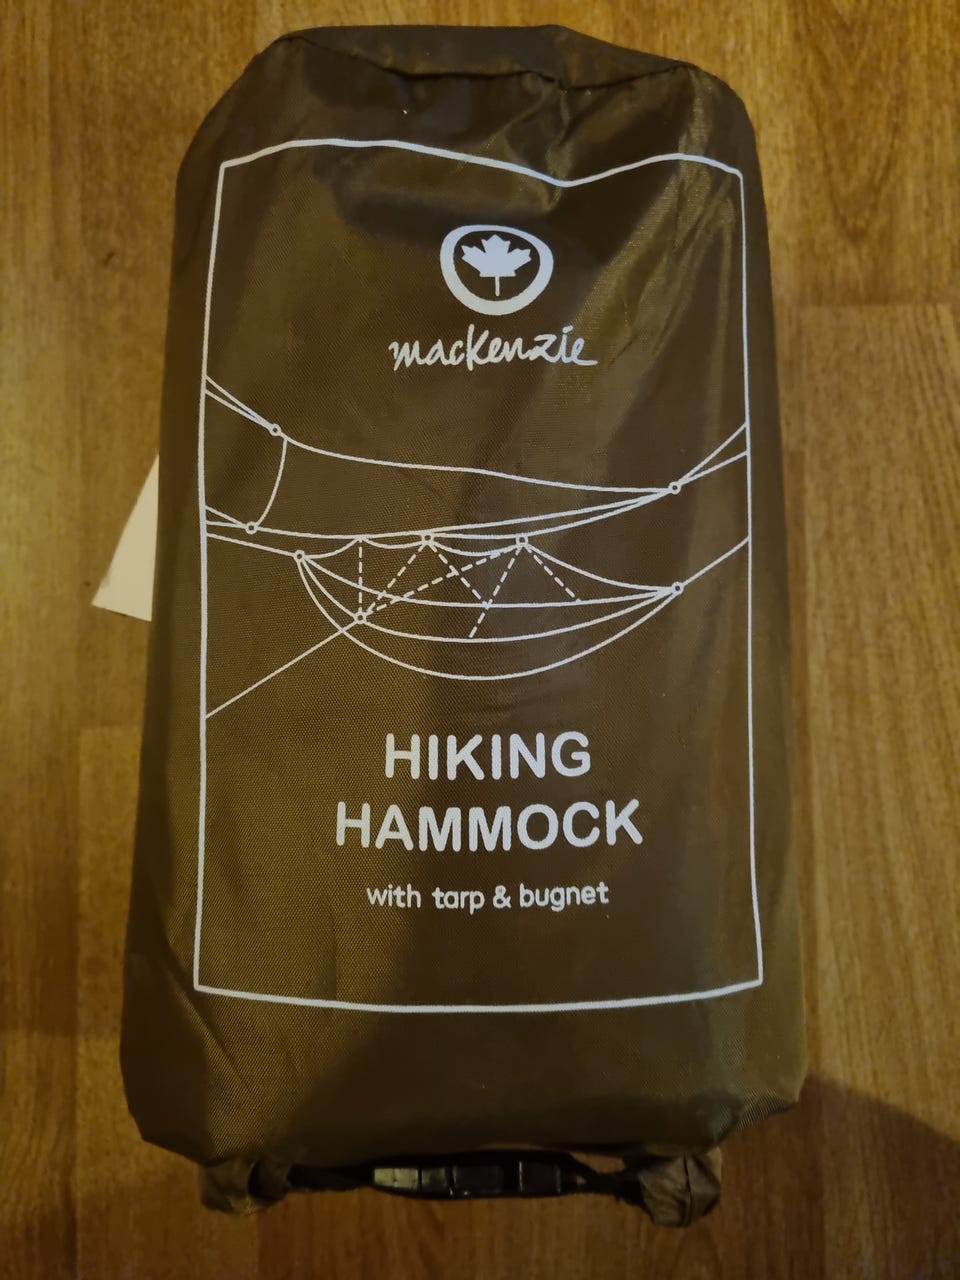 mackenzie
HIKING
HAMMOCK
with tarp & bugnet